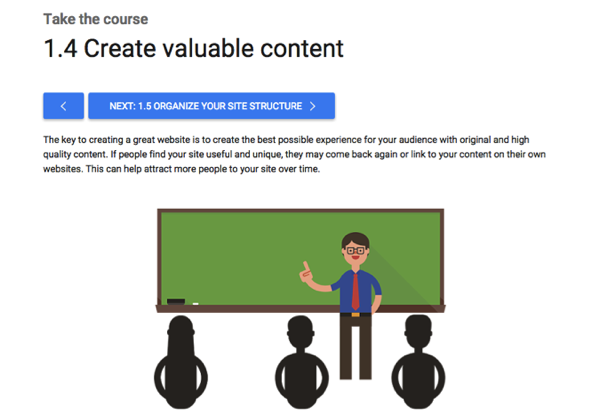 Take the course
1.4 Create valuable content
NEXT: 1.5 ORGANIZE YOUR SITE STRUCTURE
The key to creating a great website is to create the best possible experience for your audience with original and high
quality content. If people find your site useful and unique, they may come back again or link to your content on their own
websites. This can help attract more people to your site over time.